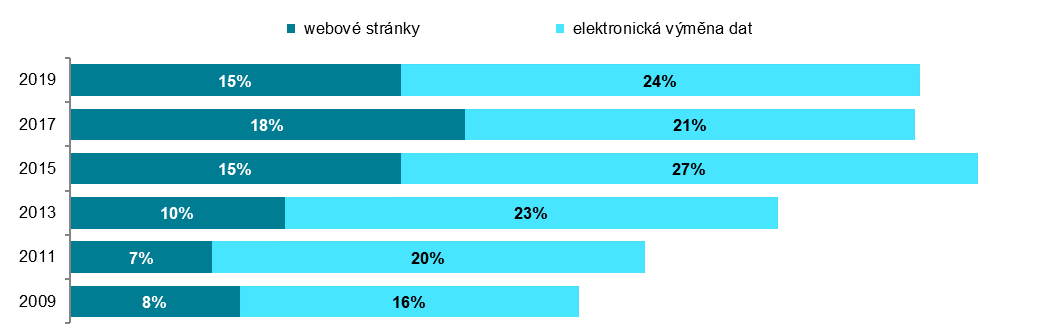 webové stránky elektronická výměna dat
2019 15% 24%
2017 18% 21%
2015 15% 27%
2013 10% 23%
2011 7% 20%
2009 8% 16%